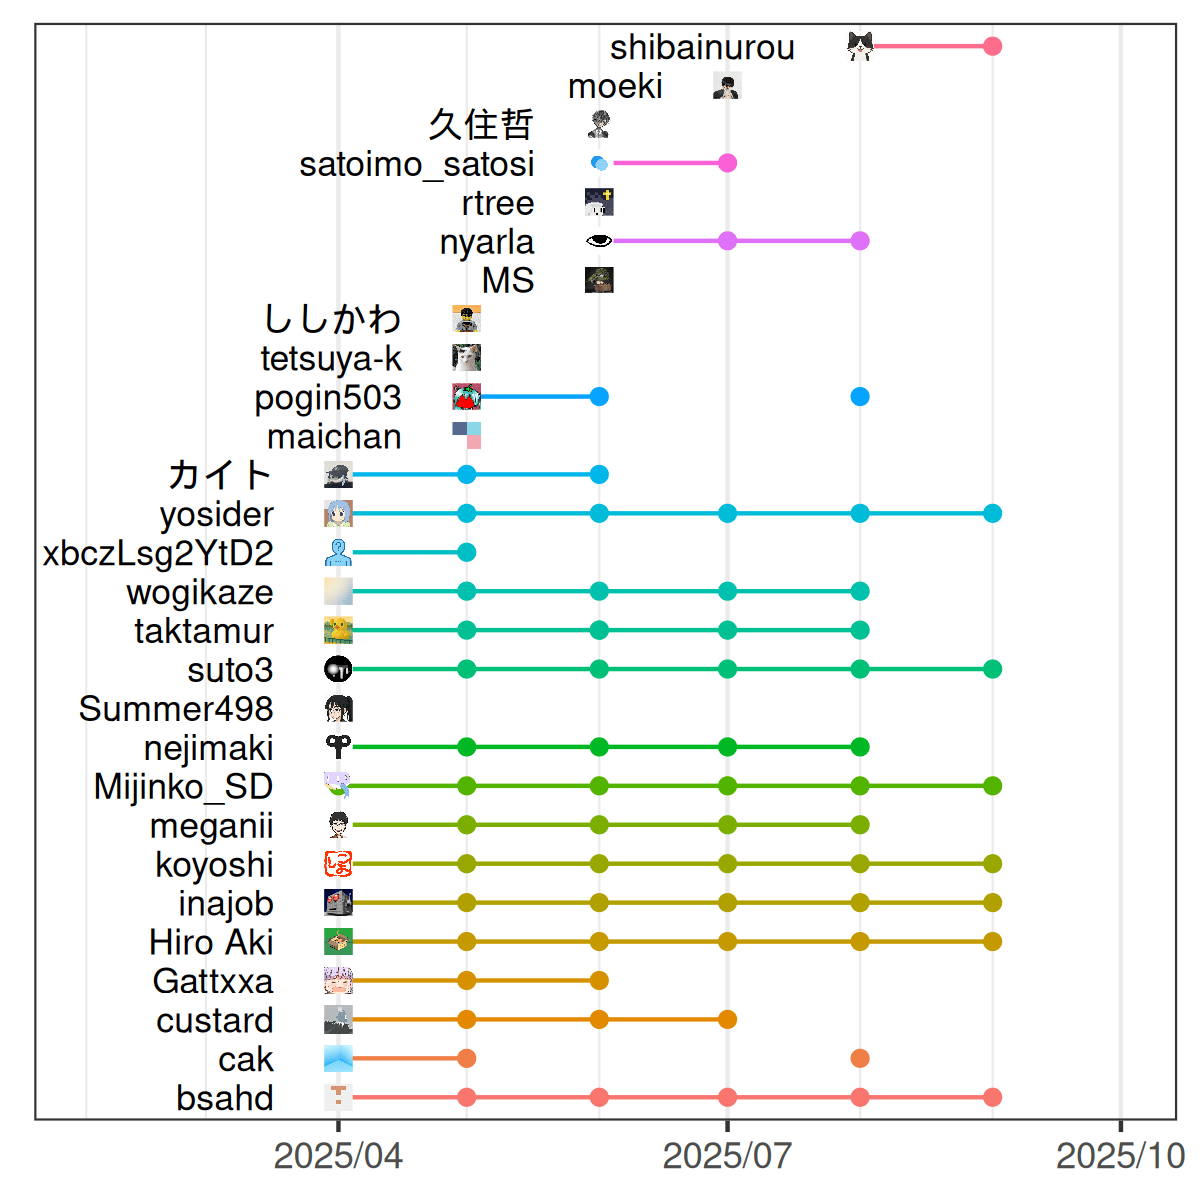 shibainurou
moeki
久住哲
satoimo_satosi
rtree
nyarla
MS
ししかわ
tetsuya-k
pogin503
maichan
カイト
yosider
xbczLsg2YtD2
wogikaze
taktamur
suto3
Summer498
nejimaki
Mijinko_SD
meganii
koyoshi
inajob
Hiro Aki
Gattxxa
custard
cak
bsahd
2025/04 2025/07 2025/10